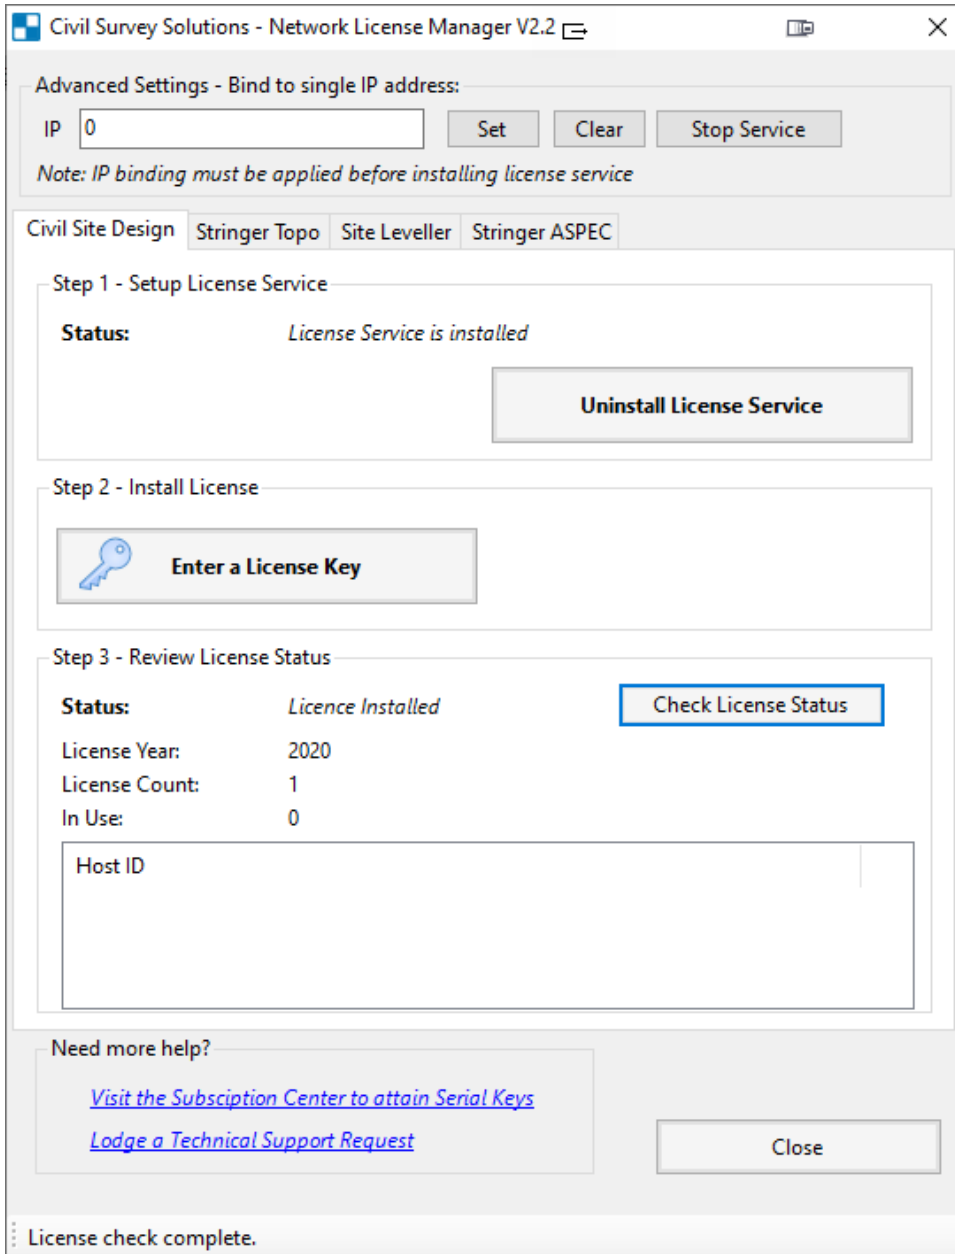 Civil Survey Solutions - Network License Manager V2.2
Advanced Settings - Bind to single IP address:
IP 0 Set Clear Stop Service
Note: IP binding must be applied before installing license service
Civil Site Design Stringer Topo Site Leveller Stringer ASPEC
Step 1 - Setup License Service
Status: License Service is installed
Uninstall License Service
Step 2 - Install License
Enter a License Key
Step 3 - Review License Status
Status: Licence Installed Check License Status
License Year: 2020
License Count: 1
In Use: 0
Host ID
Need more help?
Visit the Subsciption Center to attain Serial Keys
Lodge a Technical Support Request
Close
License check complete.